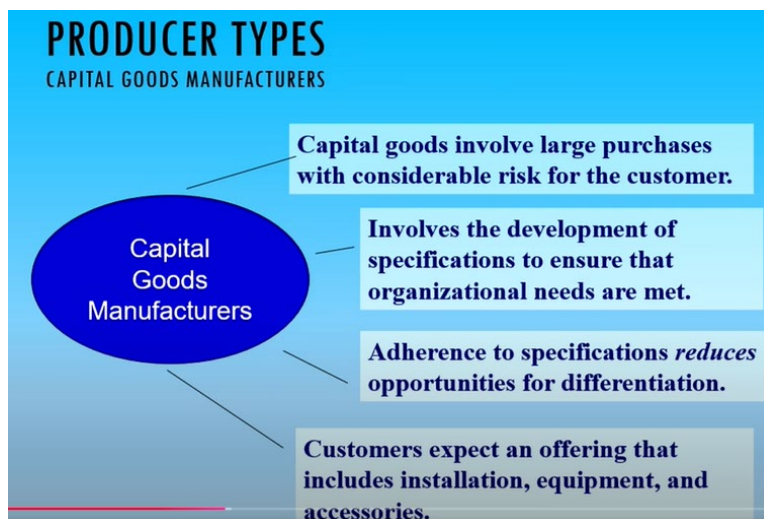 PRODUCER TYPES
CAPITAL GOODS MANUFACTURERS
Capital goods involve large purchases
with considerable risk for the customer.
Capital
Goods
Manufacturers
Involves the development of
specifications to ensure that
organizational needs are met.
Adherence to specifications reduces
opportunities for differentiation.
Customers expect an offering that
includes installation, equipment, and
accessories.